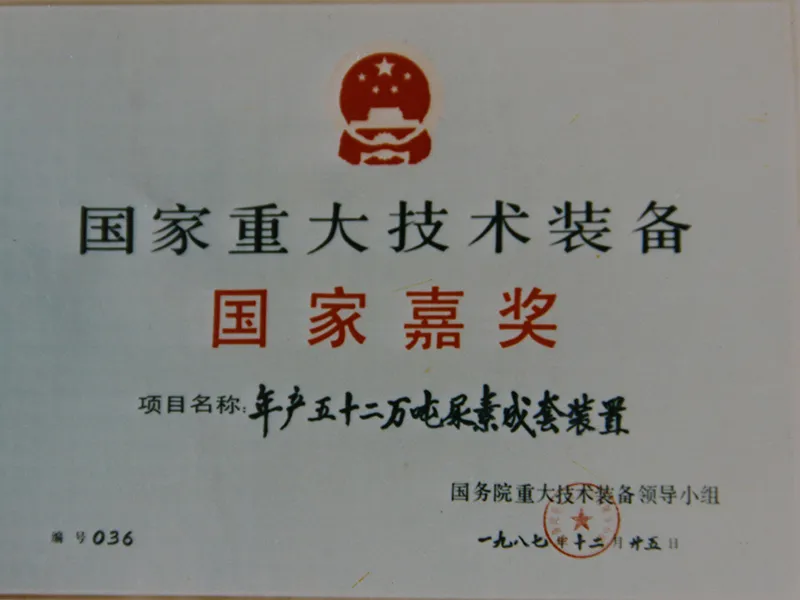 国家重大技术装备
国家嘉奖
项目名称:年产五十二万吨尿素成套装置
国务院重大技术装备领导小组
一九八七年十二月廿五日
编号036